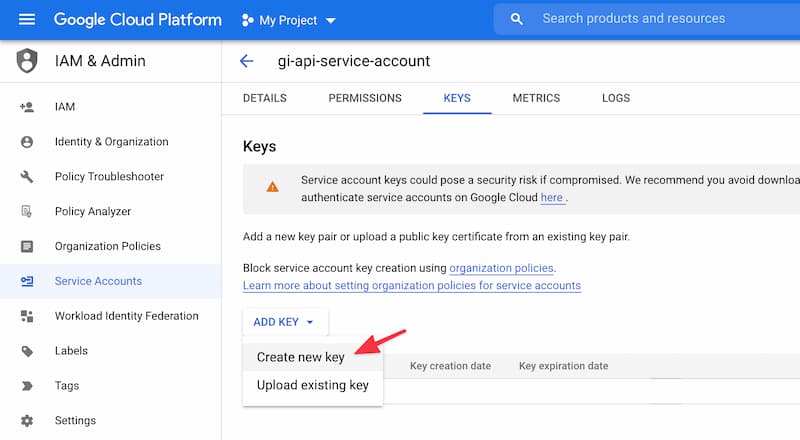 Google Cloud Platform
My Project
Search products and resources
IAM & Admin
gi-api-service-account
DETAILS
PERMISSIONS
KEYS
METRICS
LOGS
IAM
Identity & Organization
Policy Troubleshooter
Policy Analyzer
Organization Policies
Service Accounts
Workload Identity Federation
Labels
Tags
Settings
Keys
Service account keys could pose a security risk if compromised. We recommend you avoid downloa
authenticate service accounts on Google Cloud here .
Add a new key pair or upload a public key certificate from an existing key pair.
Block service account key creation using organization policies.
Learn more about setting organization policies for service accounts
ADD KEY
Create new key
Upload existing key
Key creation date
Key expiration date